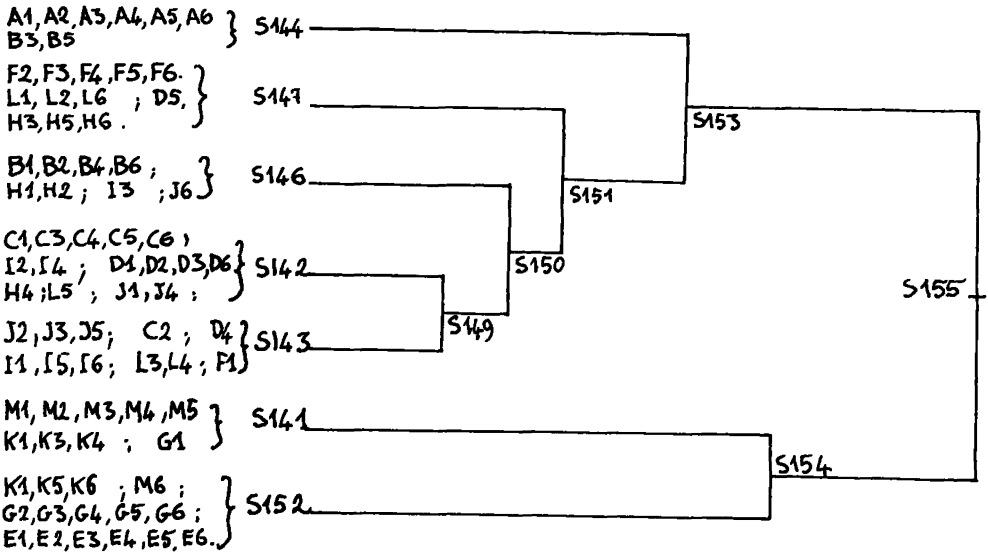 A1, A2, A3, A4, A5, A6
B3, B5
S144
F2, F3, F4, F5, F6.
L1, L2, L6 ; D5,
H3, H5, H6 .
S147
S153
B1, B2, B4, B6 ;
H1, H2 ; I3 ; J6
S146
S151
C1, C3, C4, C5, C6 ,
I2, I4 ; D1, D2, D3, D6
H4 ; L5 ; J1, J4 ;
S142
S150
S155
J2, J3, J5 ; C2 ; D4
I1, I5, I6 ; L3, L4 ; F1
S143
S149
M1, M2, M3, M4, M5
K1, K3, K4 ; G1
S141
S154
K1, K5, K6 ; M6 ;
G2, G3, G4, G5, G6 ;
E1, E2, E3, E4, E5, E6.
S152